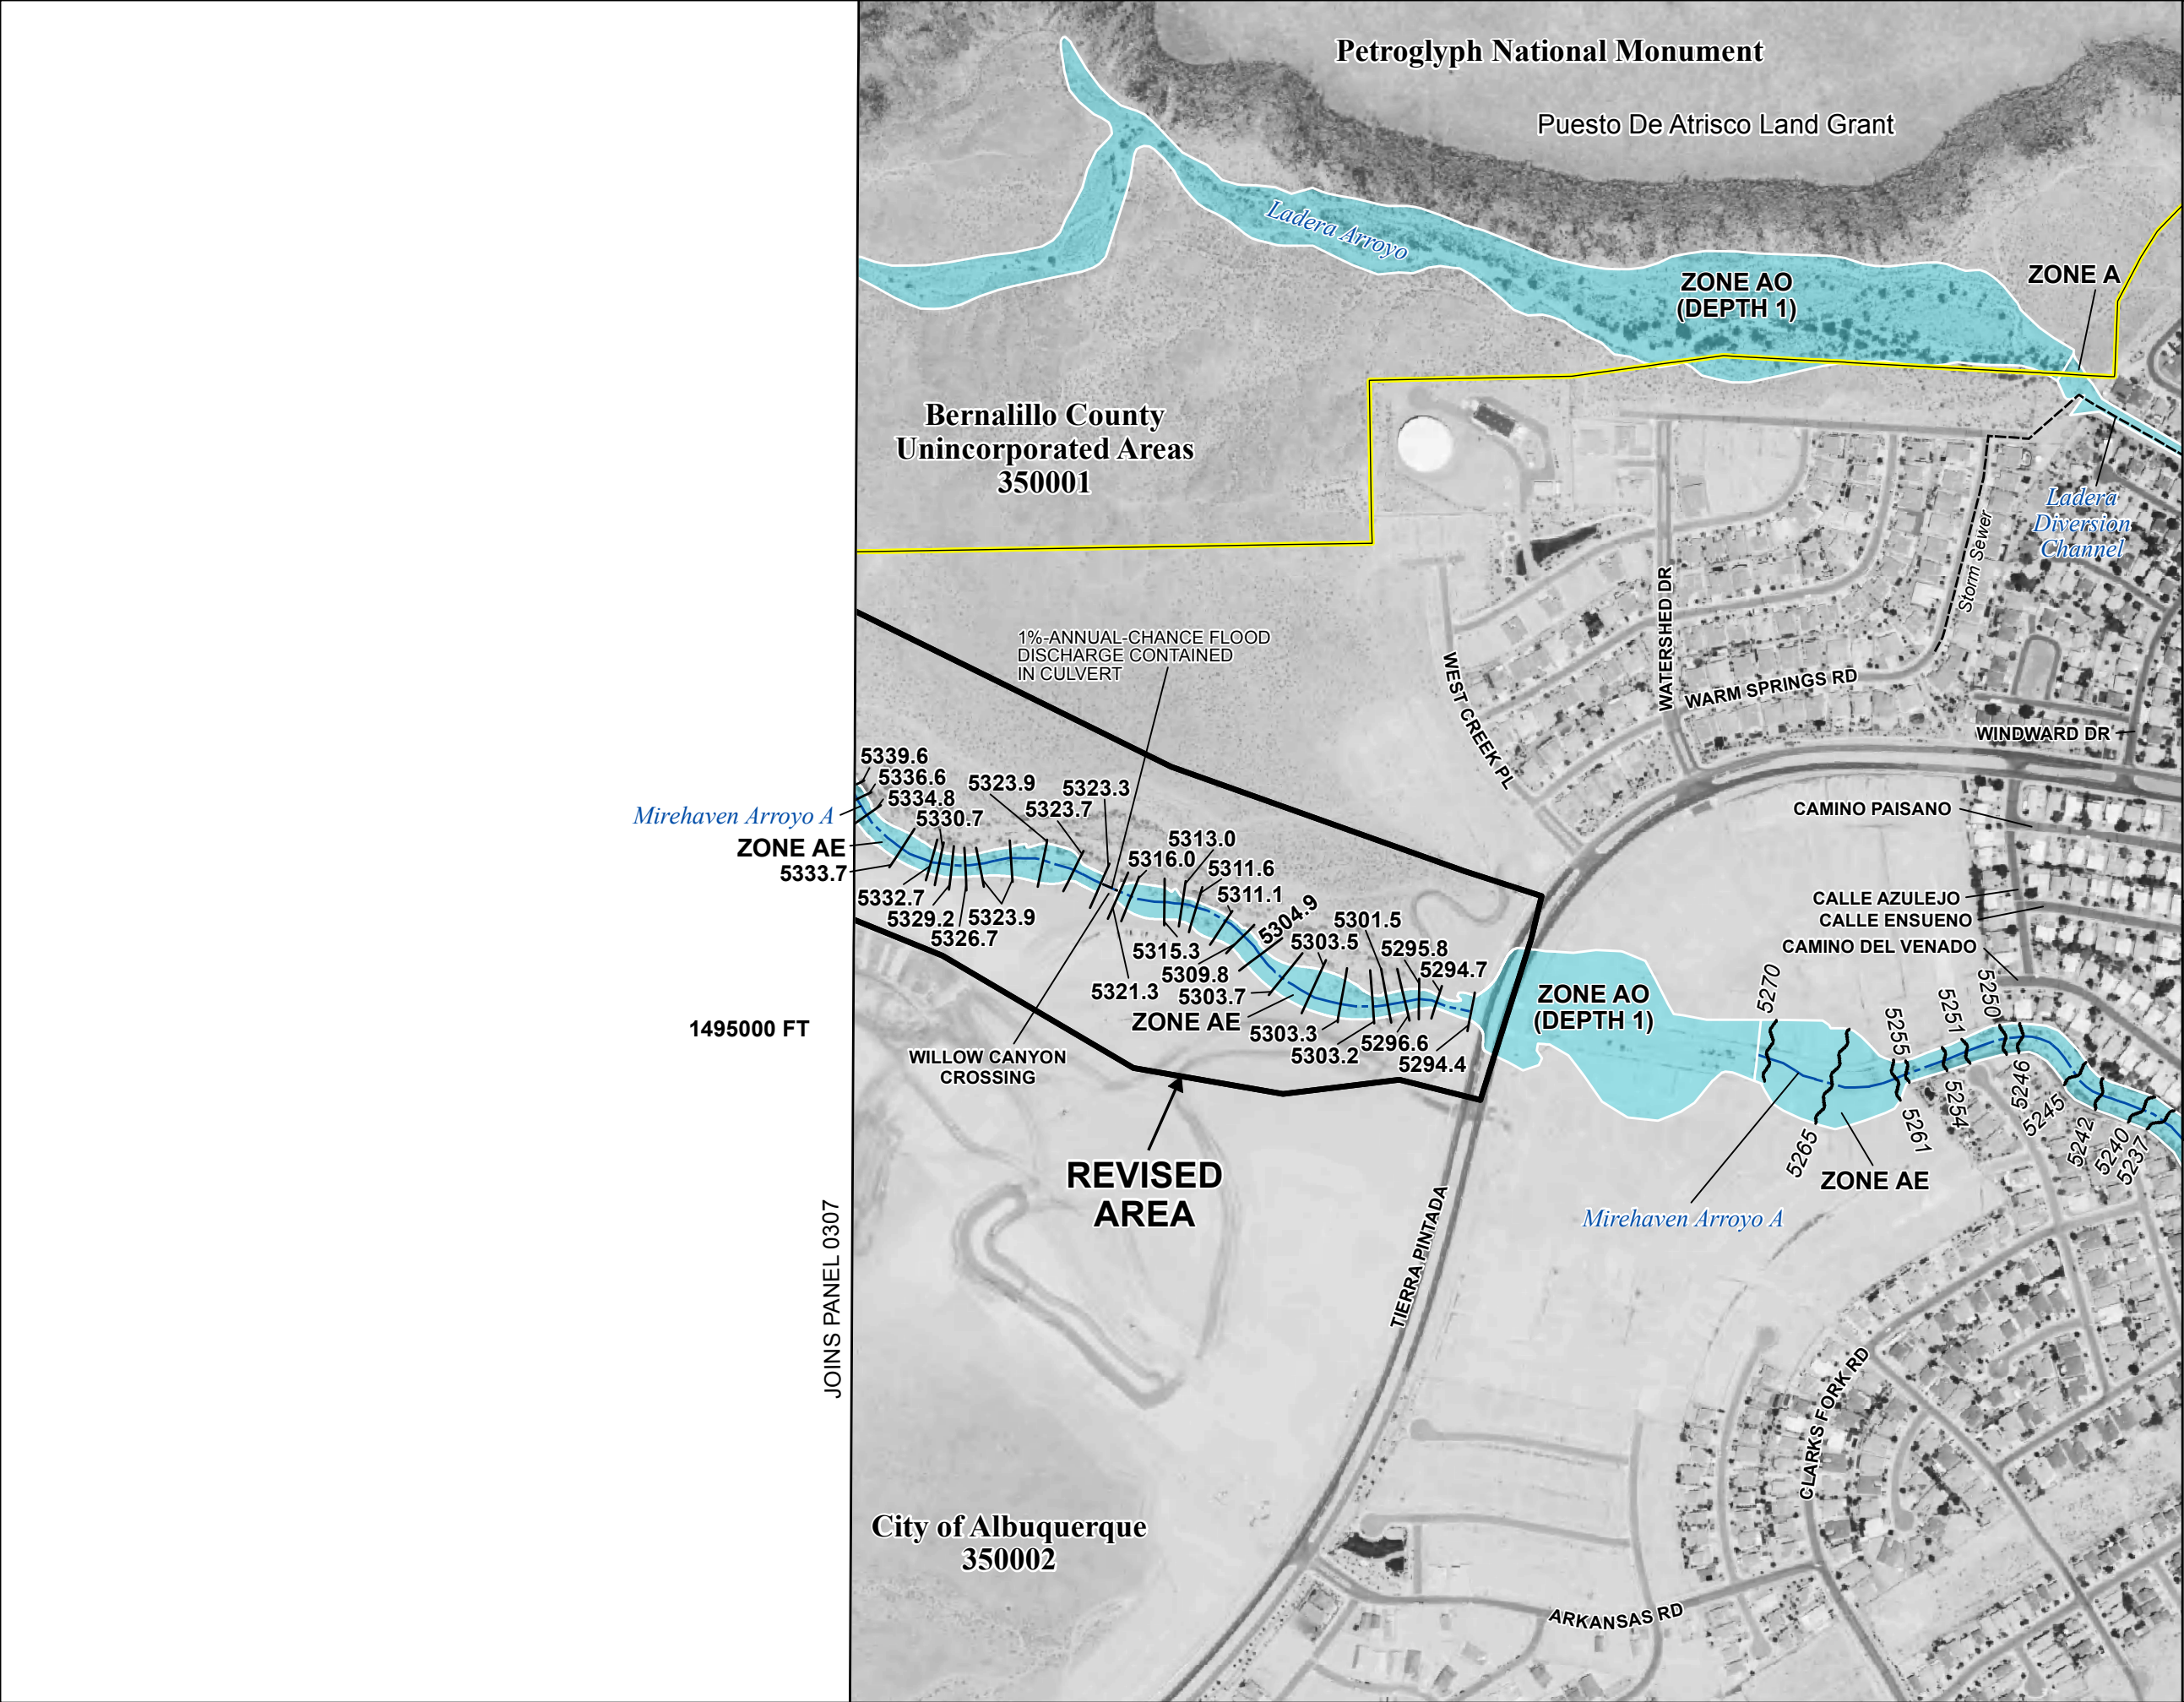 Petroglyph National Monument
Puesto De Atrisco Land Grant
Ladera Arroyo
ZONE AO
(DEPTH 1)
ZONE A
Bernalillo County
Unincorporated Areas
350001
Ladera
Diversion
Channel
Storm Sewer
WATERSHED DR
WEST CREEK PL
WARM SPRINGS RD
WINDWARD DR
1%-ANNUAL-CHANCE FLOOD
DISCHARGE CONTAINED
IN CULVERT
5339.6
5336.6
5334.8
5330.7
5323.9
5323.7
5323.3
Mirehaven Arroyo A
ZONE AE
5333.7
5332.7
5329.2
5326.7
5323.9
5313.0
5316.0
5311.6
5311.1
5304.9
5315.3
5309.8
5321.3
5303.7
ZONE AE
5303.5
5301.5
5295.8
5294.7
5303.3
5303.2
5296.6
5294.4
CAMINO PAISANO
CALLE AZULEJO
CALLE ENSUENO
CAMINO DEL VENADO
ZONE AO
(DEPTH 1)
5270
5265
5255
5261
5251
5254
5250
5246
5245
5242
5240
5237
ZONE AE
Mirehaven Arroyo A
1495000 FT
WILLOW CANYON
CROSSING
REVISED
AREA
JOINS PANEL 0307
TIERRA PINTADA
CLARKS FORK RD
ARKANSAS RD
City of Albuquerque
350002